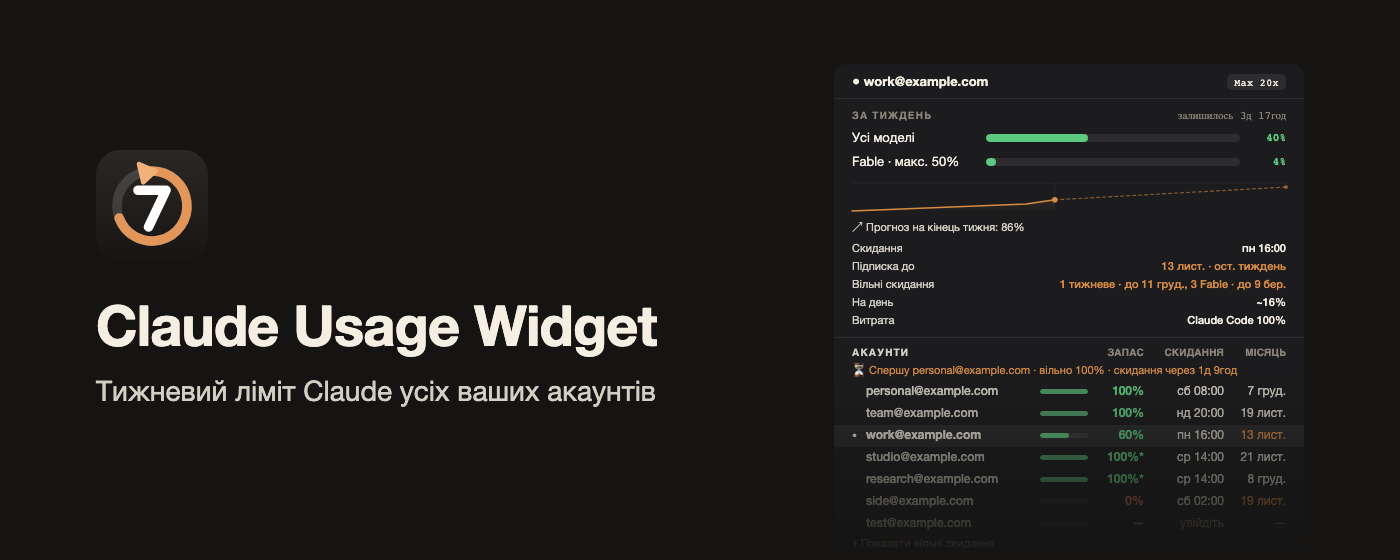 7
Claude Usage Widget
Тижневий ліміт Claude усіх ваших акаунтів
work@example.com Max 20x
ЗА ТИЖДЕНЬ залишилось 3д 17год
Усі моделі 40%
Fable · макс. 50% 4%
↗ Прогноз на кінець тижня: 86%
Скидання пн 16:00
Підписка до 13 лист. · ост. тиждень
Вільні скидання 1 тижневе · до 11 груд., 3 Fable · до 9 бер.
На день ~16%
Витрата Claude Code 100%
АКАУНТИ ЗАПАС СКИДАННЯ МІСЯЦЬ
⏳ Спершу personal@example.com · вільно 100% · скидання через 1д 9год
personal@example.com 100% сб 08:00 7 груд.
team@example.com 100% нд 20:00 19 лист.
• work@example.com 60% пн 16:00 13 лист.
studio@example.com 100%* ср 14:00 21 лист.
research@example.com 100%* ср 14:00 8 груд.
side@example.com 0% сб 02:00 19 лист.
test@example.com — увійдіть —
Показати вільні скидання